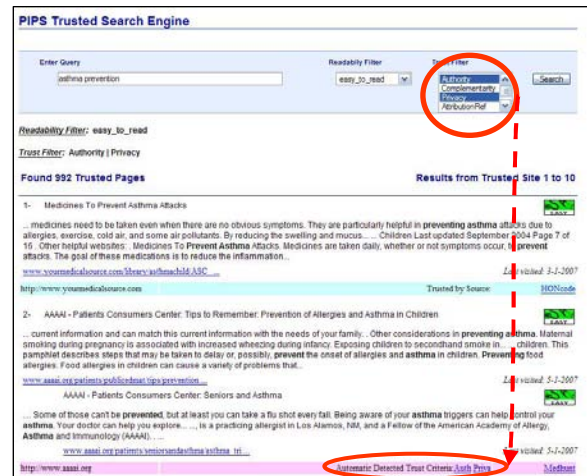 PIPS Trusted Search Engine
Enter Query
Readabily Filter
Trust Filter
asthma prevention
easy_to_read
Authority
Complementarity
Privacy
AttributionRef
Search
Readability Filter: easy_to_read
Trust Filter: Authority | Privacy
Found 992 Trusted Pages
Results from Trusted Site 1 to 10
1- Medicines To Prevent Asthma Attacks
EASY
... medicines need to be taken even when there are no obvious symptoms. They are particularly helpful in preventing asthma attacks due to
allergies, exercise, cold air, and some air pollutants. By reducing the swelling and mucus... ... Children Last updated September 2004 Page 7 of
16 . Other helpful websites: . Medicines To Prevent Asthma Attacks. Medicines are taken daily, whether or not symptoms occur, to prevent
attacks. The goal of these medications is to reduce the inflammation...
www.yourmedicalsource.com/library/asthmachild/ASC_...
Last visited: 3-1-2007
http://www.yourmedicalsource.com
Trusted by Source:
HONcode
2- AAAAI - Patients Consumers Center: Tips to Remember: Prevention of Allergies and Asthma in Children
EASY
... current information and can match this current information with the needs of your family... Other considerations in preventing asthma. Maternal
smoking during pregnancy is associated with increased wheezing during infancy. Exposing children to secondhand smoke in... ... children. This
pamphlet describes steps that may be taken to delay or, possibly, prevent the onset of allergies and asthma in children. Preventing food
allergies. Food allergies in children can cause a variety of problems that...
www.aaaai.org/patients/publicedmat/tips/prevention...
Last visited: 5-1-2007
AAAAI - Patients Consumers Center: Seniors and Asthma
EASY
... Some of those can't be prevented, but at least you can take a flu shot every fall. Being aware of your asthma triggers can help control your
asthma. Your doctor can help you explore... ..., is a practicing allergist in Los Alamos, NM, and a Fellow of the American Academy of Allergy,
Asthma and Immunology (AAAAI)...
www.aaaai.org/patients/seniorsandasthma/asthma_tri...
Last visited: 5-1-2007
http://www.aaaai.org
Automatic Detected Trust Criteria: Auth Priva
Medhunt